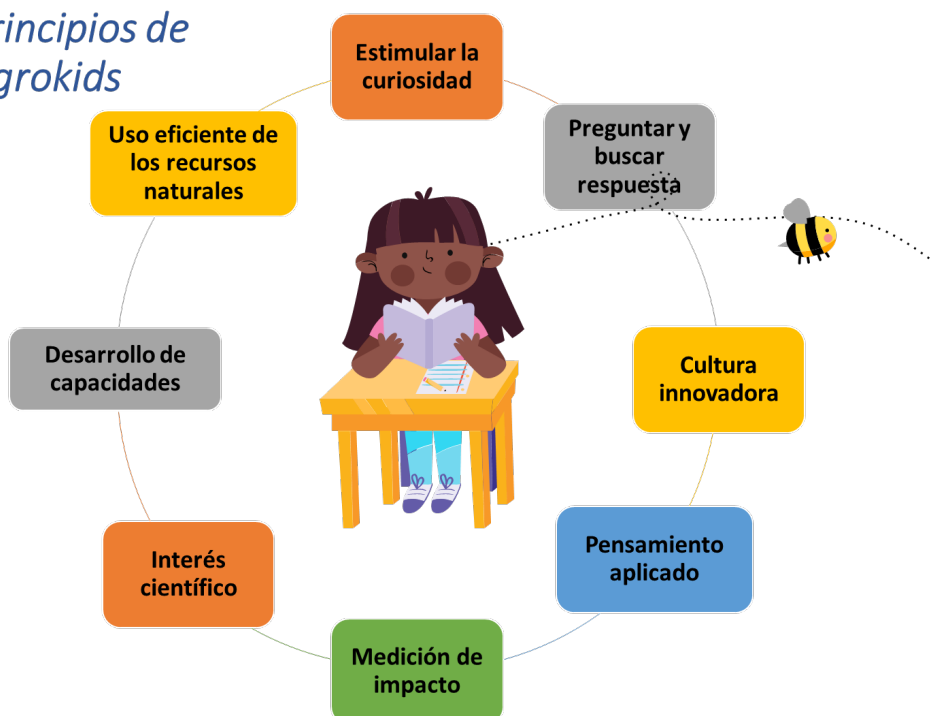 rincipios de
grokids
Estimular la
curiosidad
Preguntar y
buscar
respuesta
Cultura
innovadora
Pensamiento
aplicado
Medición de
impacto
Interés
científico
Desarrollo de
capacidades
Uso eficiente de
los recursos
naturales